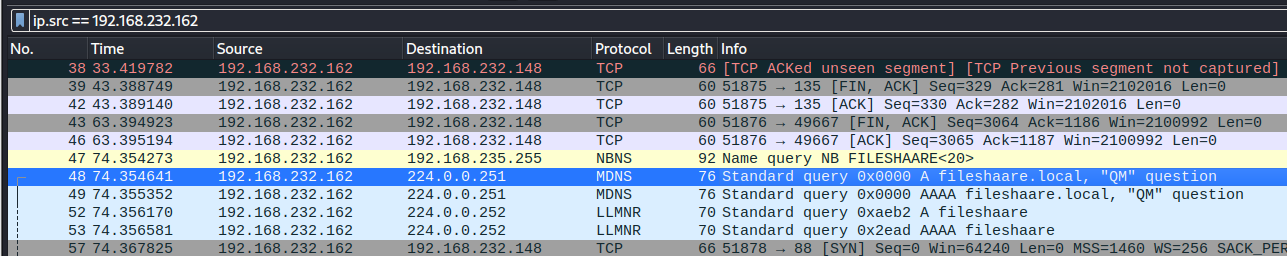 ip.src == 192.168.232.162
No. Time Source Destination Protocol Length Info
38 33.419782 192.168.232.162 192.168.232.148 TCP 66 [TCP ACKed unseen segment] [TCP Previous segment not captured]
39 43.388749 192.168.232.162 192.168.232.148 TCP 60 51875 → 135 [FIN, ACK] Seq=329 Ack=281 Win=2102016 Len=0
42 43.389140 192.168.232.162 192.168.232.148 TCP 60 51875 → 135 [ACK] Seq=330 Ack=282 Win=2102016 Len=0
43 63.394923 192.168.232.162 192.168.232.148 TCP 60 51876 → 49667 [FIN, ACK] Seq=3064 Ack=1186 Win=2100992 Len=0
46 63.395194 192.168.232.162 192.168.232.148 TCP 60 51876 → 49667 [ACK] Seq=3065 Ack=1187 Win=2100992 Len=0
47 74.354273 192.168.232.162 192.168.235.255 NBNS 92 Name query NB FILESHAARE<20>
48 74.354641 192.168.232.162 224.0.0.251 MDNS 76 Standard query 0x0000 A fileshaare.local, "QM" question
49 74.355352 192.168.232.162 224.0.0.251 MDNS 76 Standard query 0x0000 AAAA fileshaare.local, "QM" question
52 74.356170 192.168.232.162 224.0.0.252 LLMNR 70 Standard query 0xaeb2 A fileshaare
53 74.356581 192.168.232.162 224.0.0.252 LLMNR 70 Standard query 0x2ead AAAA fileshaare
57 74.367825 192.168.232.162 192.168.232.148 TCP 66 51878 → 88 [SYN] Seq=0 Win=64240 Len=0 MSS=1460 WS=256 SACK_PER